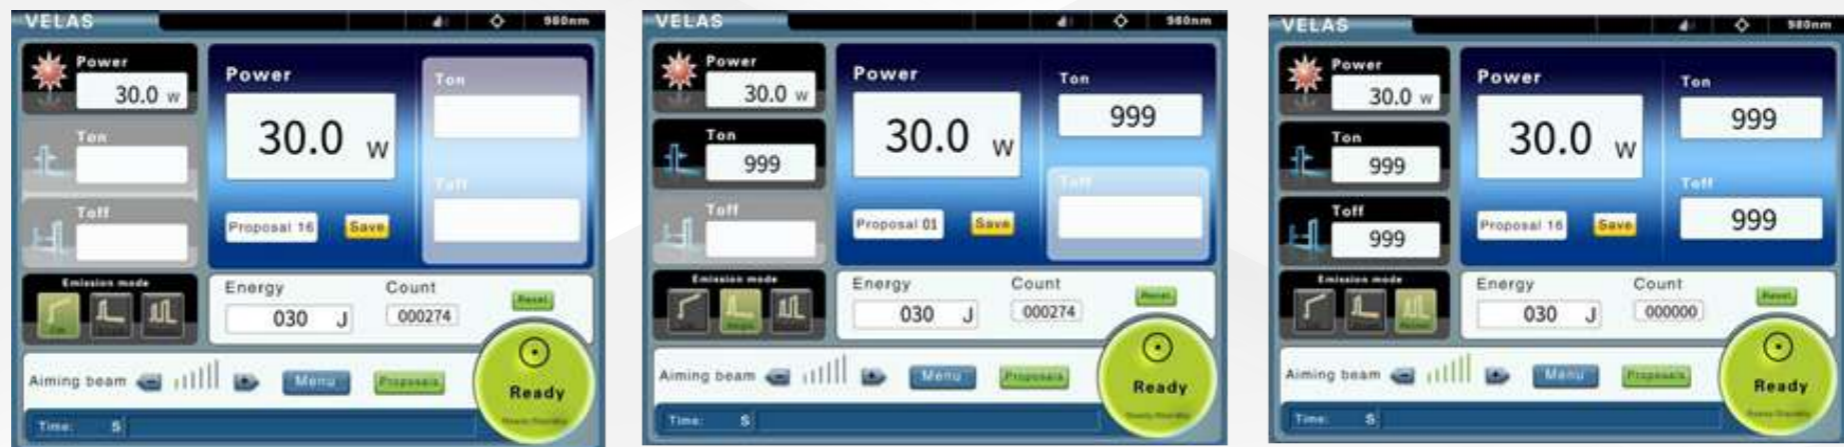 VELAS
980nm
Power
30.0 w
Ton
Toff
Power
30.0 w
Ton
Toff
Proposal 16
Save
Emission mode
Energy
030 J
Count
000274
Reset
Aiming beam
Menu
Proposals
Ready
Time: S
VELAS
980nm
Power
30.0 w
Ton
999
Toff
Power
30.0 w
Ton
999
Toff
Proposal 01
Save
Emission mode
Energy
030 J
Count
000274
Reset
Aiming beam
Menu
Proposals
Ready
Time: S
VELAS
980nm
Power
30.0 w
Ton
999
Toff
999
Power
30.0 w
Ton
999
Toff
999
Proposal 16
Save
Emission mode
Energy
030 J
Count
000000
Reset
Aiming beam
Menu
Proposals
Ready
Time: S